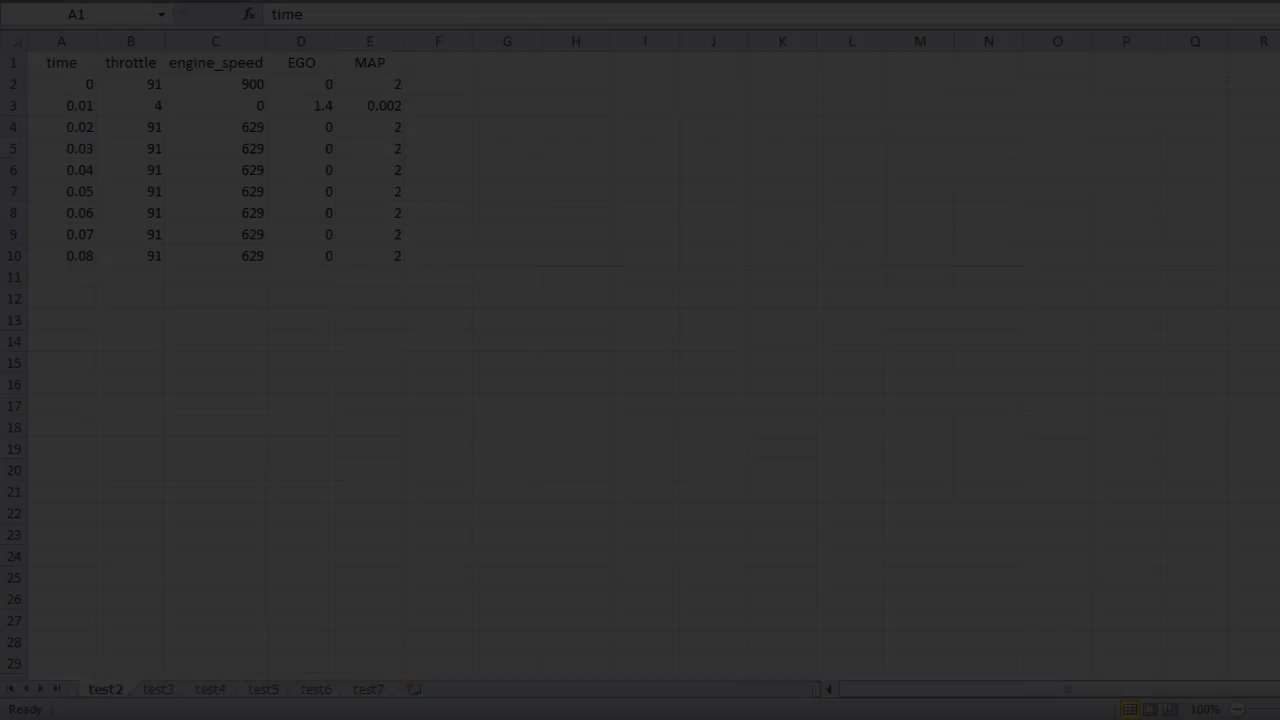 A1 fx time
A B C D E F G H I J K L M N O P Q R
1 time throttle engine_speed EGO MAP
2 0 91 900 0 2
3 0.01 4 0 1.4 0.002
4 0.02 91 629 0 2
5 0.03 91 629 0 2
6 0.04 91 629 0 2
7 0.05 91 629 0 2
8 0.06 91 629 0 2
9 0.07 91 629 0 2
10 0.08 91 629 0 2
11
12
13
14
15
16
17
18
19
20
21
22
23
24
25
26
27
28
29
test2 test3 test4 test5 test6 test7
Ready 100%